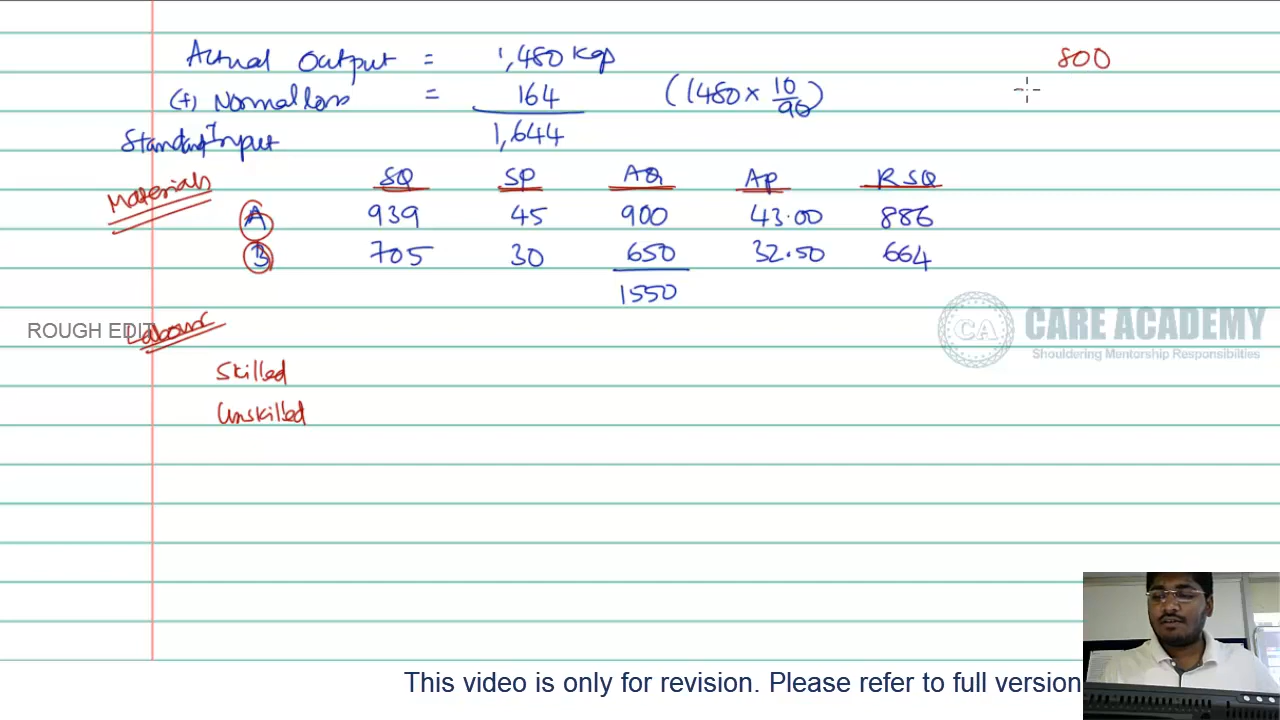 Actual Output = 1,480 Kgs 800
(+) Normal loss = 164 (1480 × 10/90)
Standard Input 1,644
Materials SQ SP AQ AP RSQ
A 939 45 900 43.00 886
B 705 30 650 32.50 664
1550
ROUGH EDIT Labour
CA CARE ACADEMY
Shouldering Mentorship Responsibilties
Skilled
Unskilled
This video is only for revision. Please refer to full version